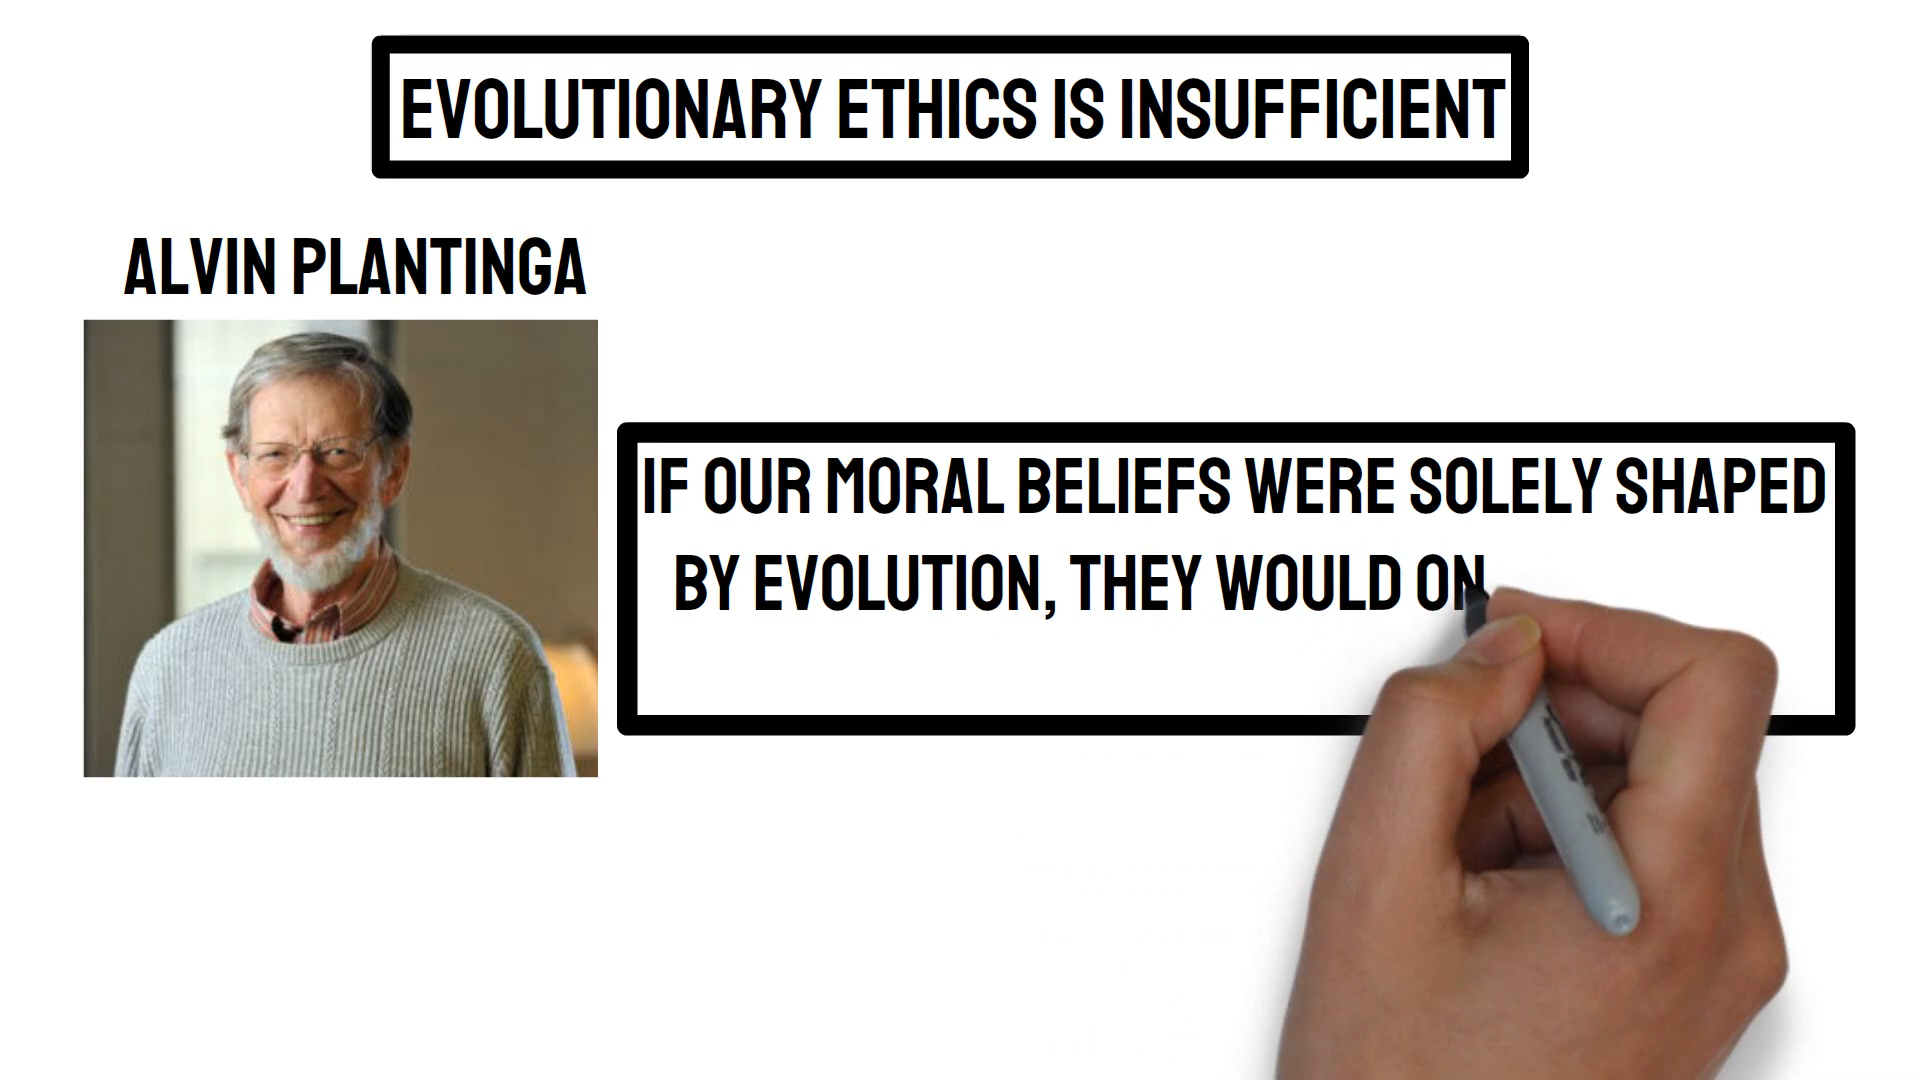 EVOLUTIONARY ETHICS IS INSUFFICIENT
ALVIN PLANTINGA
IF OUR MORAL BELIEFS WERE SOLELY SHAPED
BY EVOLUTION, THEY WOULD ON